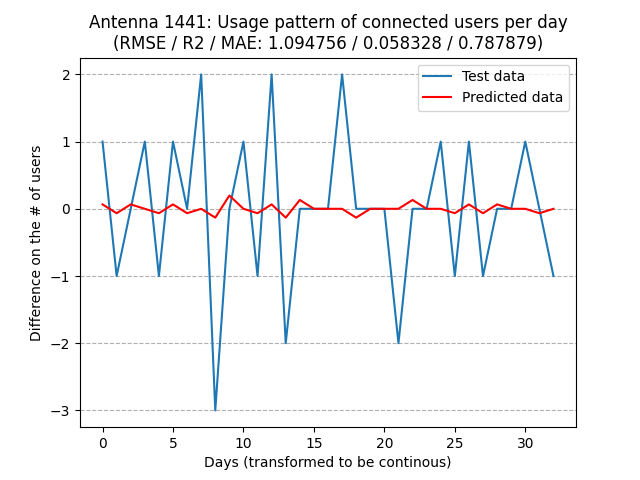 Antenna 1441: Usage pattern of connected users per day
(RMSE / R2 / MAE: 1.094756 / 0.058328 / 0.787879)
Test data
Predicted data
2
1
0
−1
−2
−3
Difference on the # of users
0 5 10 15 20 25 30
Days (transformed to be continous)